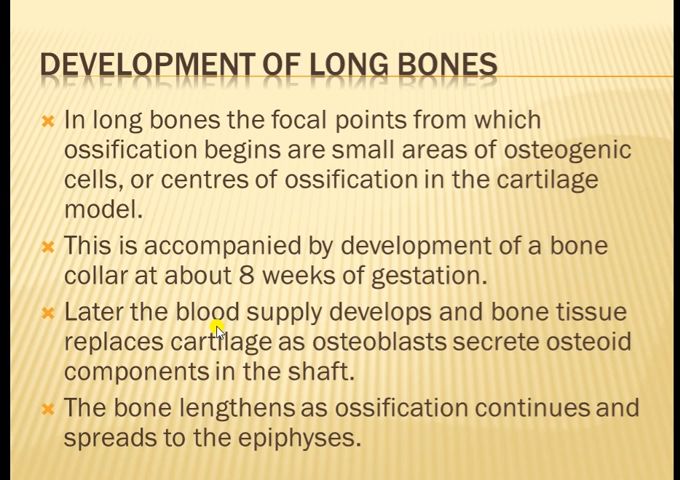 DEVELOPMENT OF LONG BONES
In long bones the focal points from which
ossification begins are small areas of osteogenic
cells, or centres of ossification in the cartilage
model.
This is accompanied by development of a bone
collar at about 8 weeks of gestation.
Later the blood supply develops and bone tissue
replaces cartilage as osteoblasts secrete osteoid
components in the shaft.
The bone lengthens as ossification continues and
spreads to the epiphyses.